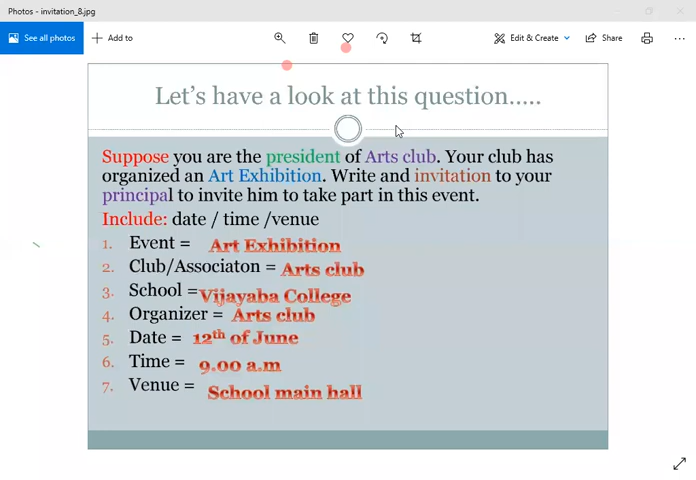 Photos - invitation_8.jpg
See all photos
Add to
Edit & Create
Share
Let's have a look at this question.....
Suppose you are the president of Arts club. Your club has
organized an Art Exhibition. Write and invitation to your
principal to invite him to take part in this event.
Include: date / time /venue
1. Event = Art Exhibition
2. Club/Associaton = Arts club
3. School =Vijayaba College
4. Organizer = Arts club
5. Date = 12th of June
6. Time = 9.00 a.m
7. Venue = School main hall